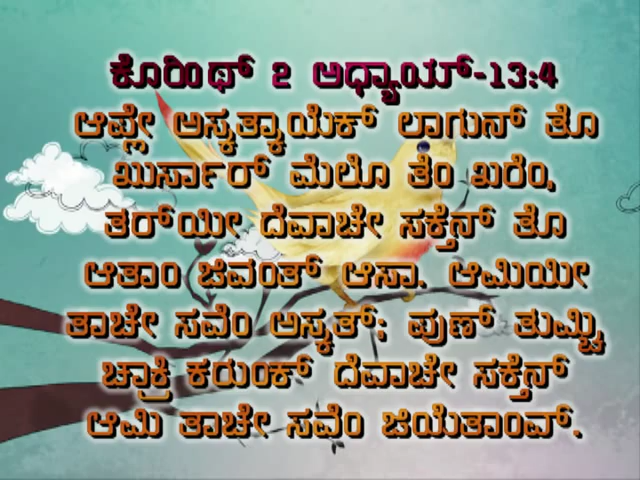 ಕೊರಿಂಥ್ 2 ಅಧ್ಯಾಯ್-13:4
ಆಪ್ಲೇ ಅಸ್ಕತ್ಕಾಯೆಕ್ ಲಾಗುನ್ ತೊ
ಖುರ್ಸಾರ್ ಮೆಲೊ ತೆಂ ಖರೆಂ,
ತರ್‌ಯೀ ದೆವಾಚೇ ಸಕ್ತೆನ್ ತೊ
ಆತಾಂ ಜಿವಂತ್ ಆಸಾ. ಆಮಿಯೀ
ತಾಚೇ ಸವೆಂ ಅಸ್ಕತ್; ಪುಣ್ ತುಮ್ಚಿ
ಚಾಕ್ರಿ ಕರುಂಕ್ ದೆವಾಚೇ ಸಕ್ತೆನ್
ಆಮಿ ತಾಚೇ ಸವೆಂ ಜಿಯೆತಾಂವ್.